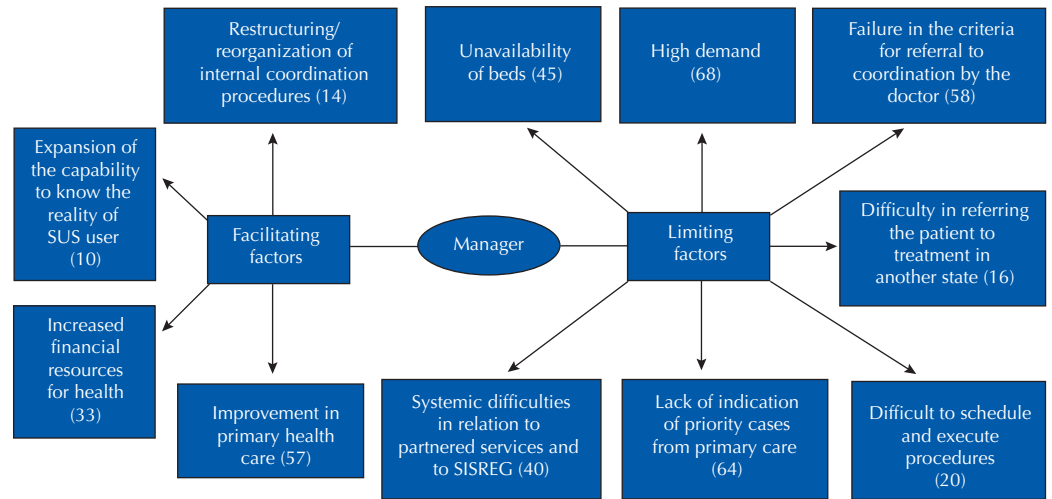 Restructuring/
reorganization of
internal coordination
procedures (14)
Unavailability
of beds (45)
High demand
(68)
Failure in the criteria
for referral to
coordination by the
doctor (58)
Expansion of
the capability
to know the
reality of
SUS user
(10)
Facilitating
factors
Manager
Limiting
factors
Difficulty in referring
the patient to
treatment in
another state (16)
Increased
financial
resources
for health
(33)
Improvement in
primary health
care (57)
Systemic difficulties
in relation to
partnered services and
to SISREG (40)
Lack of indication
of priority cases
from primary care
(64)
Difficult to schedule
and execute
procedures
(20)